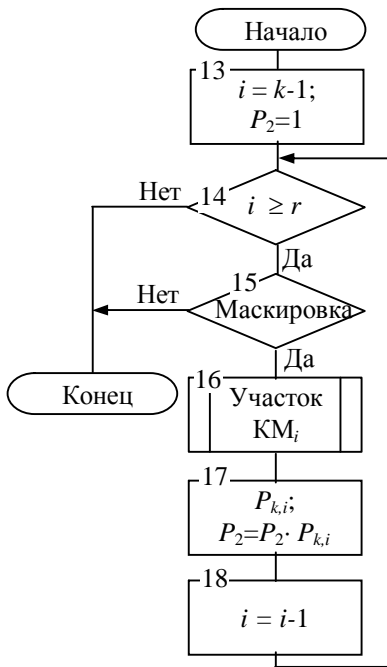 Начало
13
i = k-1;
P₂=1
Нет
14
i ≥ r
Да
15
Нет
Маскировка
Да
Конец
16
Участок
КМᵢ
17
Pₖ,ᵢ;
P₂=P₂· Pₖ,ᵢ
18
i = i-1